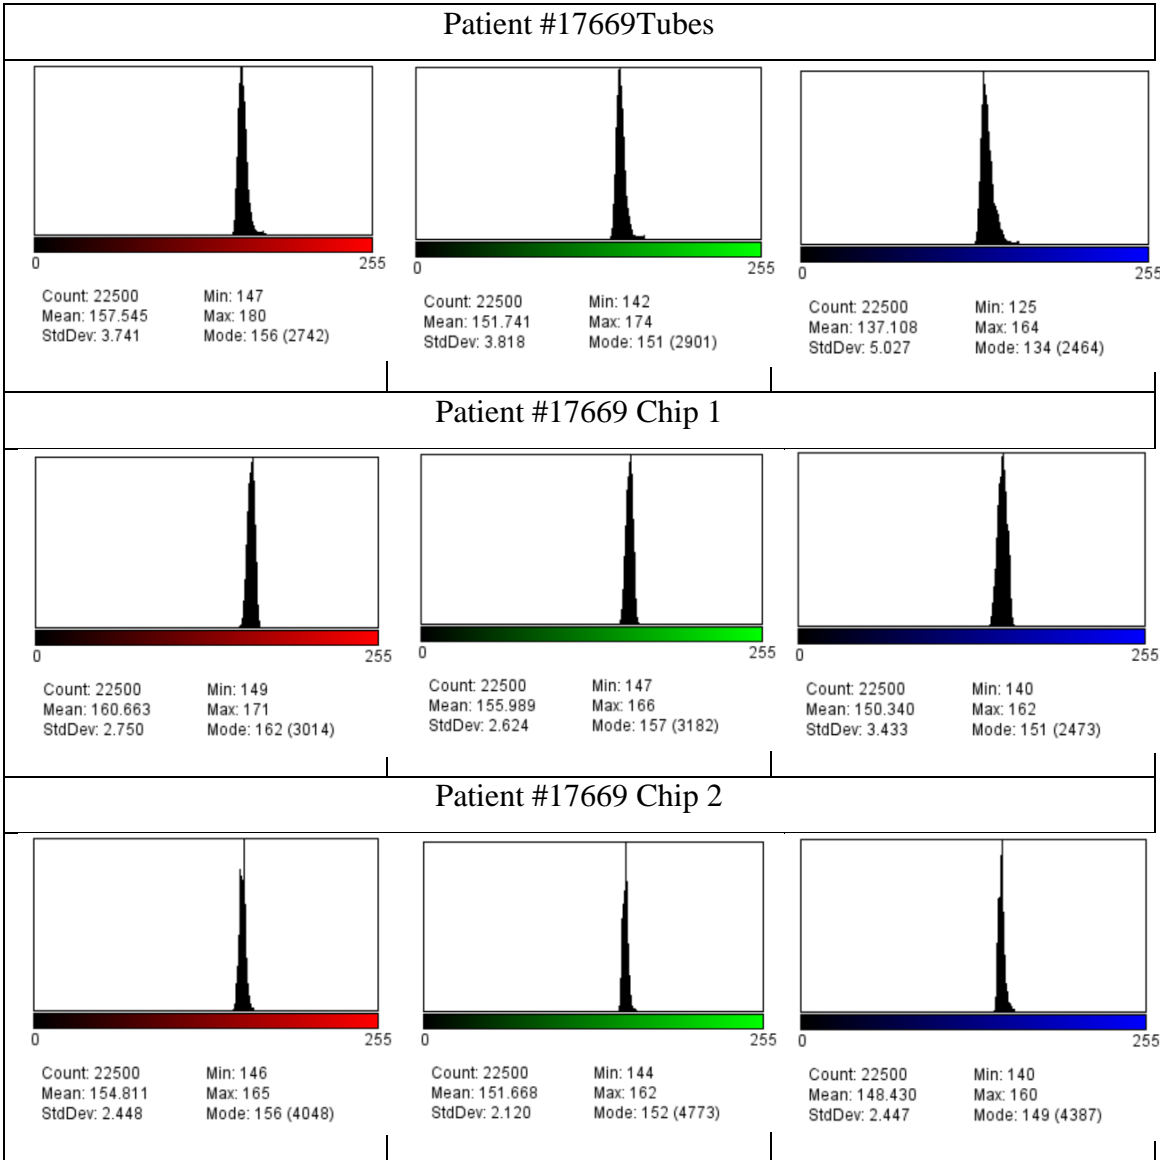 Patient #17669Tubes
0 255
Count: 22500 Min: 147
Mean: 157.545 Max: 180
StdDev: 3.741 Mode: 156 (2742)
0 255
Count: 22500 Min: 142
Mean: 151.741 Max: 174
StdDev: 3.818 Mode: 151 (2901)
0 255
Count: 22500 Min: 125
Mean: 137.108 Max: 164
StdDev: 5.027 Mode: 134 (2464)
Patient #17669 Chip 1
0 255
Count: 22500 Min: 149
Mean: 160.663 Max: 171
StdDev: 2.750 Mode: 162 (3014)
0 255
Count: 22500 Min: 147
Mean: 155.989 Max: 166
StdDev: 2.624 Mode: 157 (3182)
0 255
Count: 22500 Min: 140
Mean: 150.340 Max: 162
StdDev: 3.433 Mode: 151 (2473)
Patient #17669 Chip 2
0 255
Count: 22500 Min: 146
Mean: 154.811 Max: 165
StdDev: 2.448 Mode: 156 (4048)
0 255
Count: 22500 Min: 144
Mean: 151.668 Max: 162
StdDev: 2.120 Mode: 152 (4773)
0 255
Count: 22500 Min: 140
Mean: 148.430 Max: 160
StdDev: 2.447 Mode: 149 (4387)